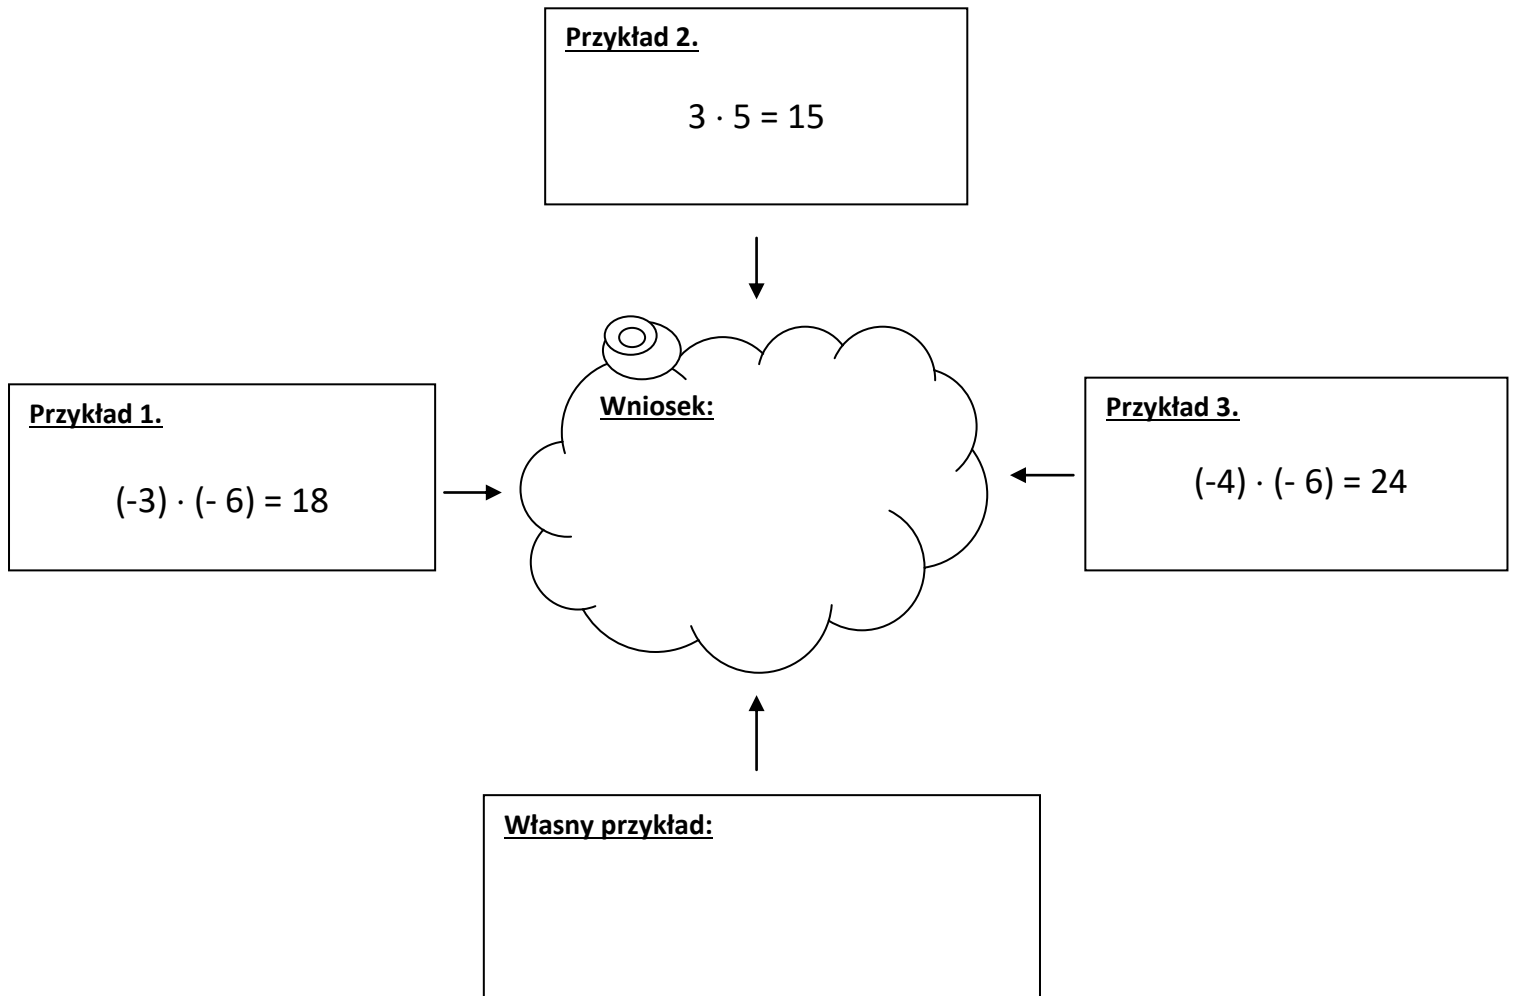 Przykład 2.
3 · 5 = 15
Przykład 1.
(-3) · (- 6) = 18
Wniosek:
Przykład 3.
(-4) · (- 6) = 24
Własny przykład: